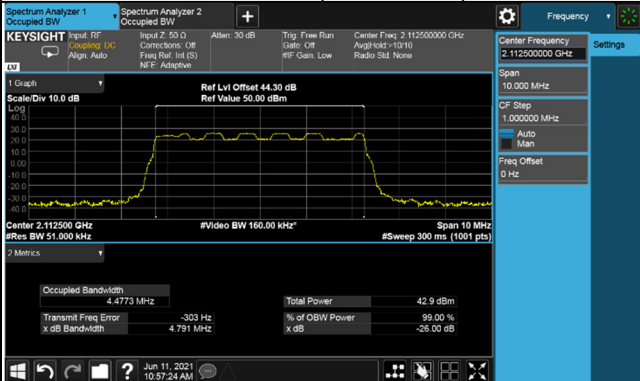 Spectrum Analyzer 1
Occupied BW
Spectrum Analyzer 2
Occupied BW
+
Frequency
KEYSIGHT
LXI
Input: RF
Coupling: DC
Align: Auto
Input Z: 50 Ω
Corrections: Off
Freq Ref: Int (S)
NFE: Adaptive
Atten: 30 dB
Trig: Free Run
Gate: Off
#IF Gain: Low
Center Freq: 2.112500000 GHz
Avg|Hold:>10/10
Radio Std: None
1 Graph
Scale/Div 10.0 dB
Ref Lvl Offset 44.30 dB
Ref Value 50.00 dBm
Log
40.0
30.0
20.0
10.0
0.00
-10.0
-20.0
-30.0
-40.0
Center 2.112500 GHz
#Res BW 51.000 kHz
#Video BW 160.00 kHz*
Span 10 MHz
#Sweep 300 ms (1001 pts)
2 Metrics
Occupied Bandwidth
4.4773 MHz
Transmit Freq Error -303 Hz
x dB Bandwidth 4.791 MHz
Total Power 42.9 dBm
% of OBW Power 99.00 %
x dB -26.00 dB
Center Frequency
2.112500000 GHz
Span
10.000 MHz
CF Step
1.000000 MHz
Auto
Man
Freq Offset
0 Hz
Settings
?
Jun 11, 2021
10:57:24 AM